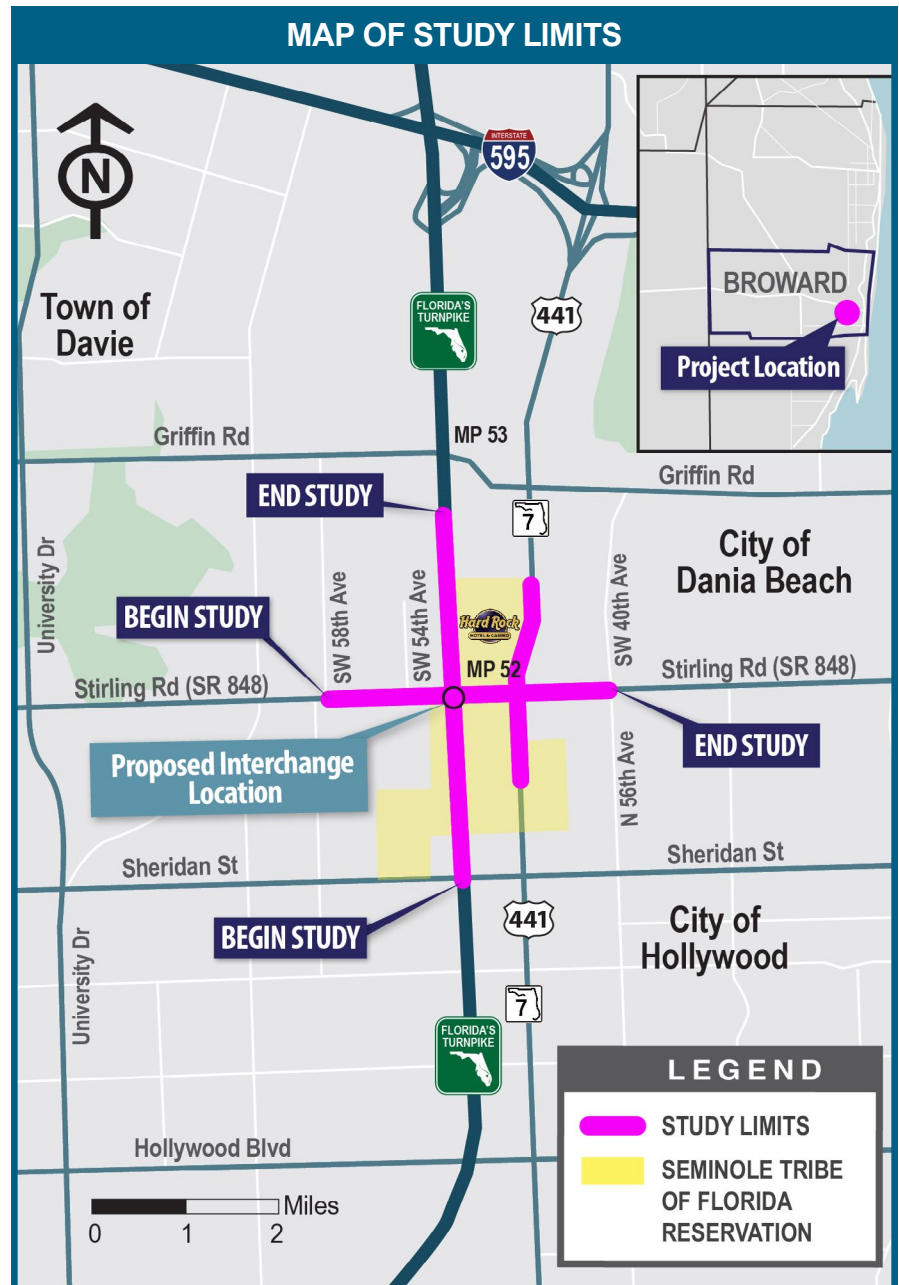 MAP OF STUDY LIMITS
N
INTERSTATE
595
BROWARD
Project Location
Town of
Davie
FLORIDA'S
TURNPIKE
441
Griffin Rd
MP 53
Griffin Rd
END STUDY
7
City of
Dania Beach
University Dr
BEGIN STUDY
SW 58th Ave
SW 54th Ave
Hard Rock
HOTEL & CASINO
SW 40th Ave
MP 52
Stirling Rd (SR 848)
Stirling Rd (SR 848)
Proposed Interchange
Location
END STUDY
N 56th Ave
Sheridan St
Sheridan St
BEGIN STUDY
441
City of
Hollywood
University Dr
7
FLORIDA'S
TURNPIKE
LEGEND
STUDY LIMITS
SEMINOLE TRIBE
OF FLORIDA
RESERVATION
Hollywood Blvd
Miles
0 1 2